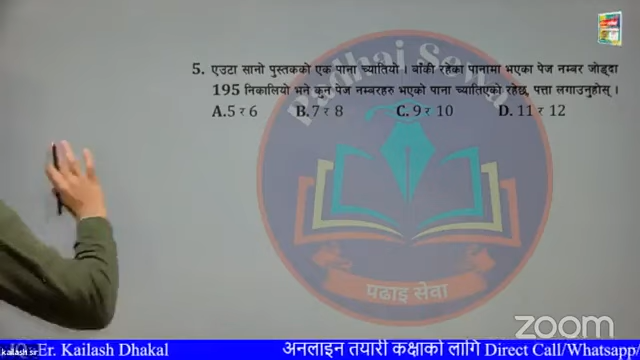 5. एउटा सानो पुस्तकको एक पाना च्यातियो । बाँकी रहेका पानामा भएका पेज नम्बर जोड्दा
195 निकालियो भने कुन पेज नम्बरहरु भएको पाना च्यातिएको रहेछ, पत्ता लगाउनुहोस् ।
A.5 र 6 B.7 र 8 C. 9 र 10 D. 11 र 12
Padhai Sewa
पढाइ सेवा
zoom
Er. Kailash Dhakal अनलाइन तयारी कक्षाको लागि Direct Call/Whatsapp/
kailash sir